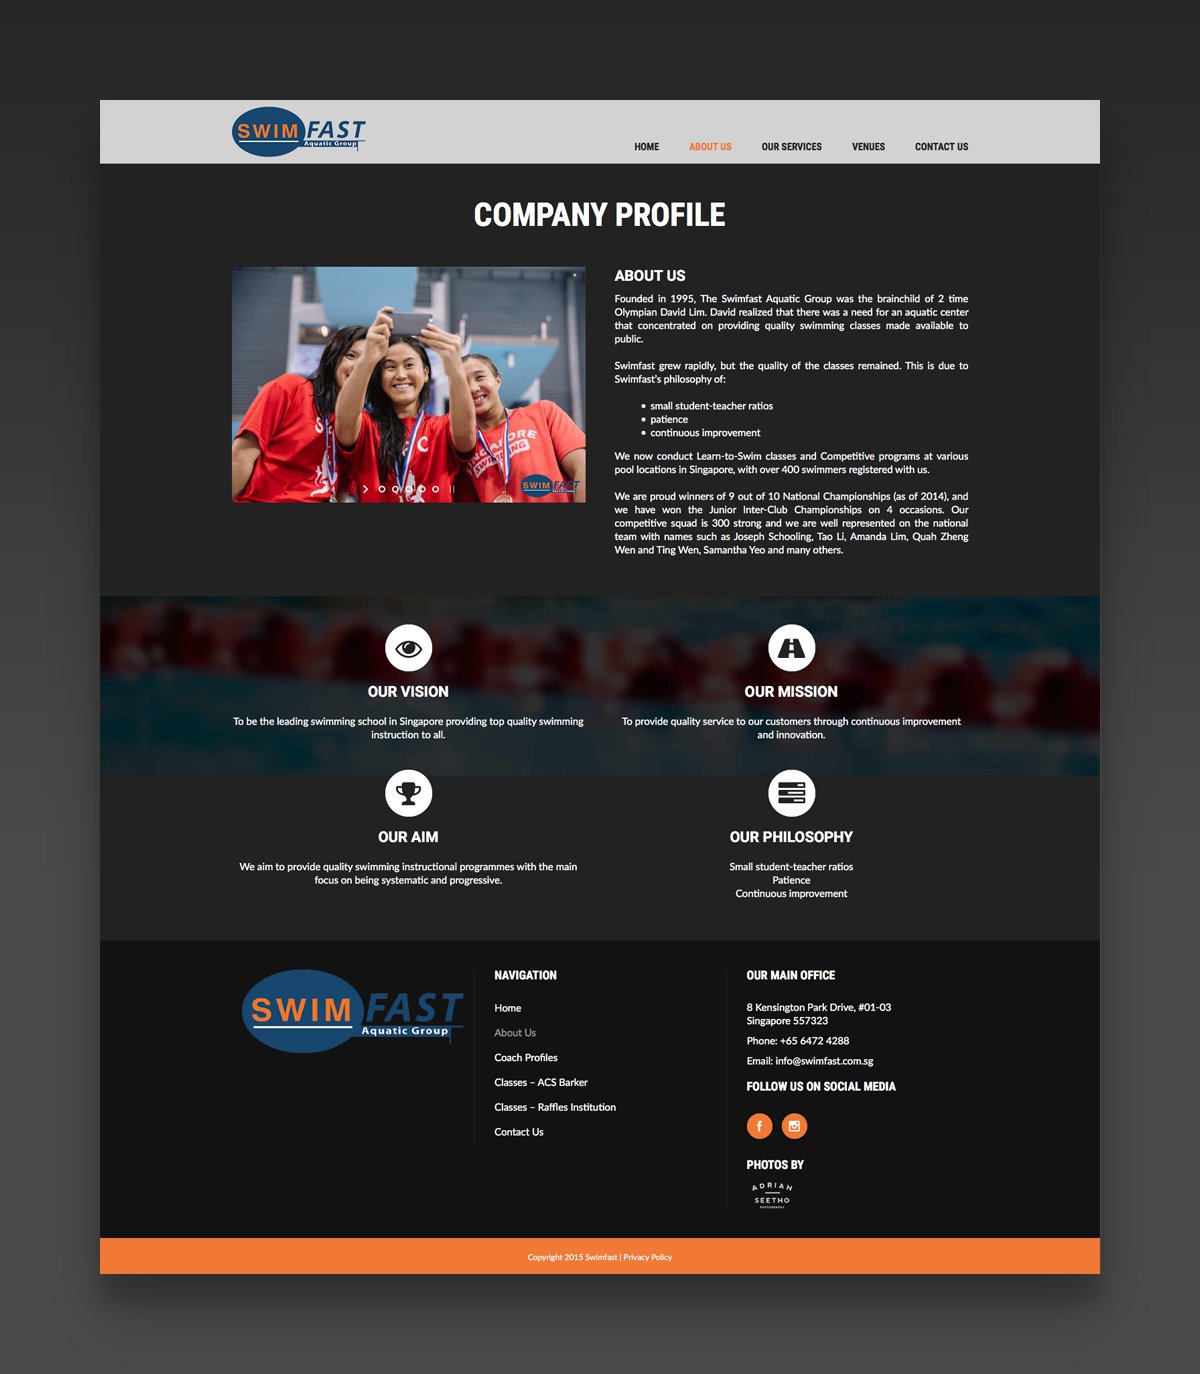 SWIM FAST
Aquatic Group
HOME ABOUT US OUR SERVICES VENUES CONTACT US
COMPANY PROFILE
SWIM FAST
Aquatic Group
ABOUT US
Founded in 1995, The Swimfast Aquatic Group was the brainchild of 2 time
Olympian David Lim. David realized that there was a need for an aquatic center
that concentrated on providing quality swimming classes made available to
public.
Swimfast grew rapidly, but the quality of the classes remained. This is due to
Swimfast's philosophy of:
• small student-teacher ratios
• patience
• continuous improvement
We now conduct Learn-to-Swim classes and Competitive programs at various
pool locations in Singapore, with over 400 swimmers registered with us.
We are proud winners of 9 out of 10 National Championships (as of 2014), and
we have won the Junior Inter-Club Championships on 4 occasions. Our
competitive squad is 300 strong and we are well represented on the national
team with names such as Joseph Schooling, Tao Li, Amanda Lim, Quah Zheng
Wen and Ting Wen, Samantha Yeo and many others.
OUR VISION
To be the leading swimming school in Singapore providing top quality swimming
instruction to all.
OUR MISSION
To provide quality service to our customers through continuous improvement
and innovation.
OUR AIM
We aim to provide quality swimming instructional programmes with the main
focus on being systematic and progressive.
OUR PHILOSOPHY
Small student-teacher ratios
Patience
Continuous improvement
SWIM FAST
Aquatic Group
NAVIGATION
Home
About Us
Coach Profiles
Classes – ACS Barker
Classes – Raffles Institution
Contact Us
OUR MAIN OFFICE
8 Kensington Park Drive, #01-03
Singapore 557323
Phone: +65 6472 4288
Email: info@swimfast.com.sg
FOLLOW US ON SOCIAL MEDIA
PHOTOS BY
ADRIAN
SEETHO
PHOTOGRAPHY
Copyright 2015 Swimfast | Privacy Policy